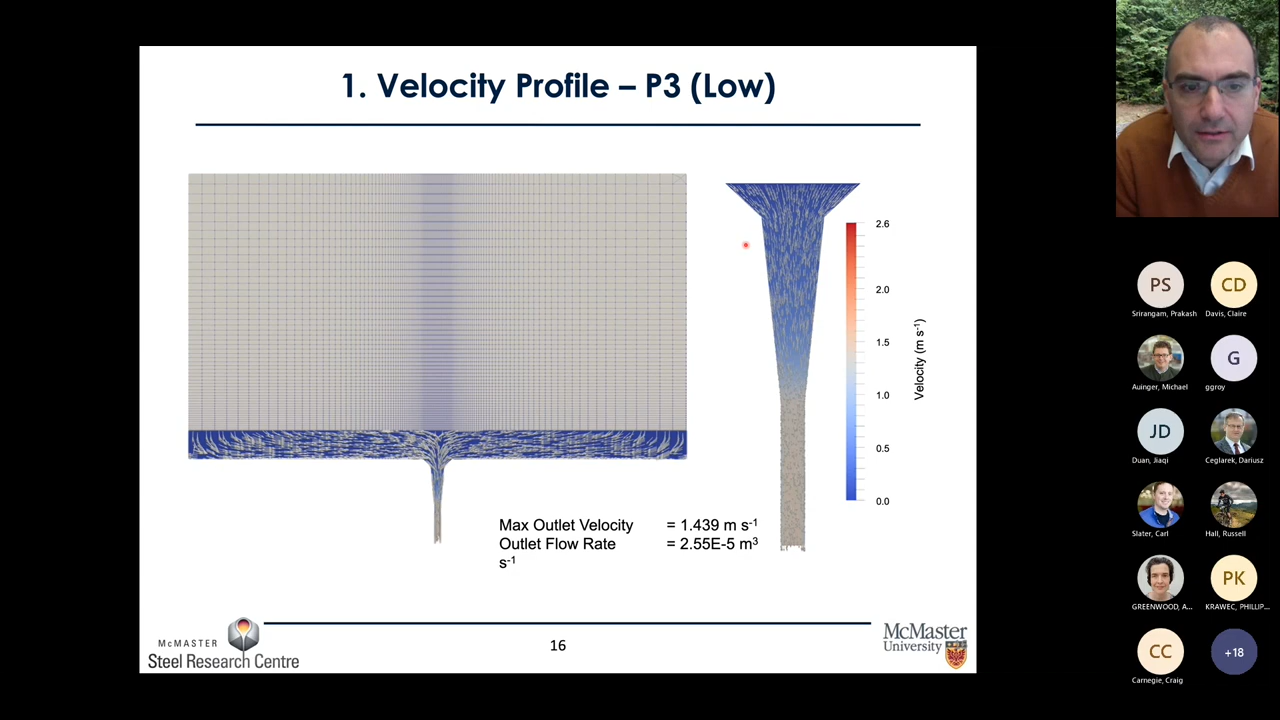 1. Velocity Profile – P3 (Low)
2.6
2.0
1.5
1.0
0.5
0.0
Velocity (m s-1)
Max Outlet Velocity = 1.439 m s-1
Outlet Flow Rate = 2.55E-5 m3
s-1
McMASTER
Steel Research Centre
16
McMaster
University
PS
CD
Srirangam, Prakash
Davis, Claire
G
Auinger, Michael
ggroy
JD
Duan, Jiaqi
Ceglarek, Dariusz
Slater, Carl
Hall, Russell
PK
GREENWOOD, A...
KRAWEC, PHILLIP...
CC
+18
Carnegie, Craig